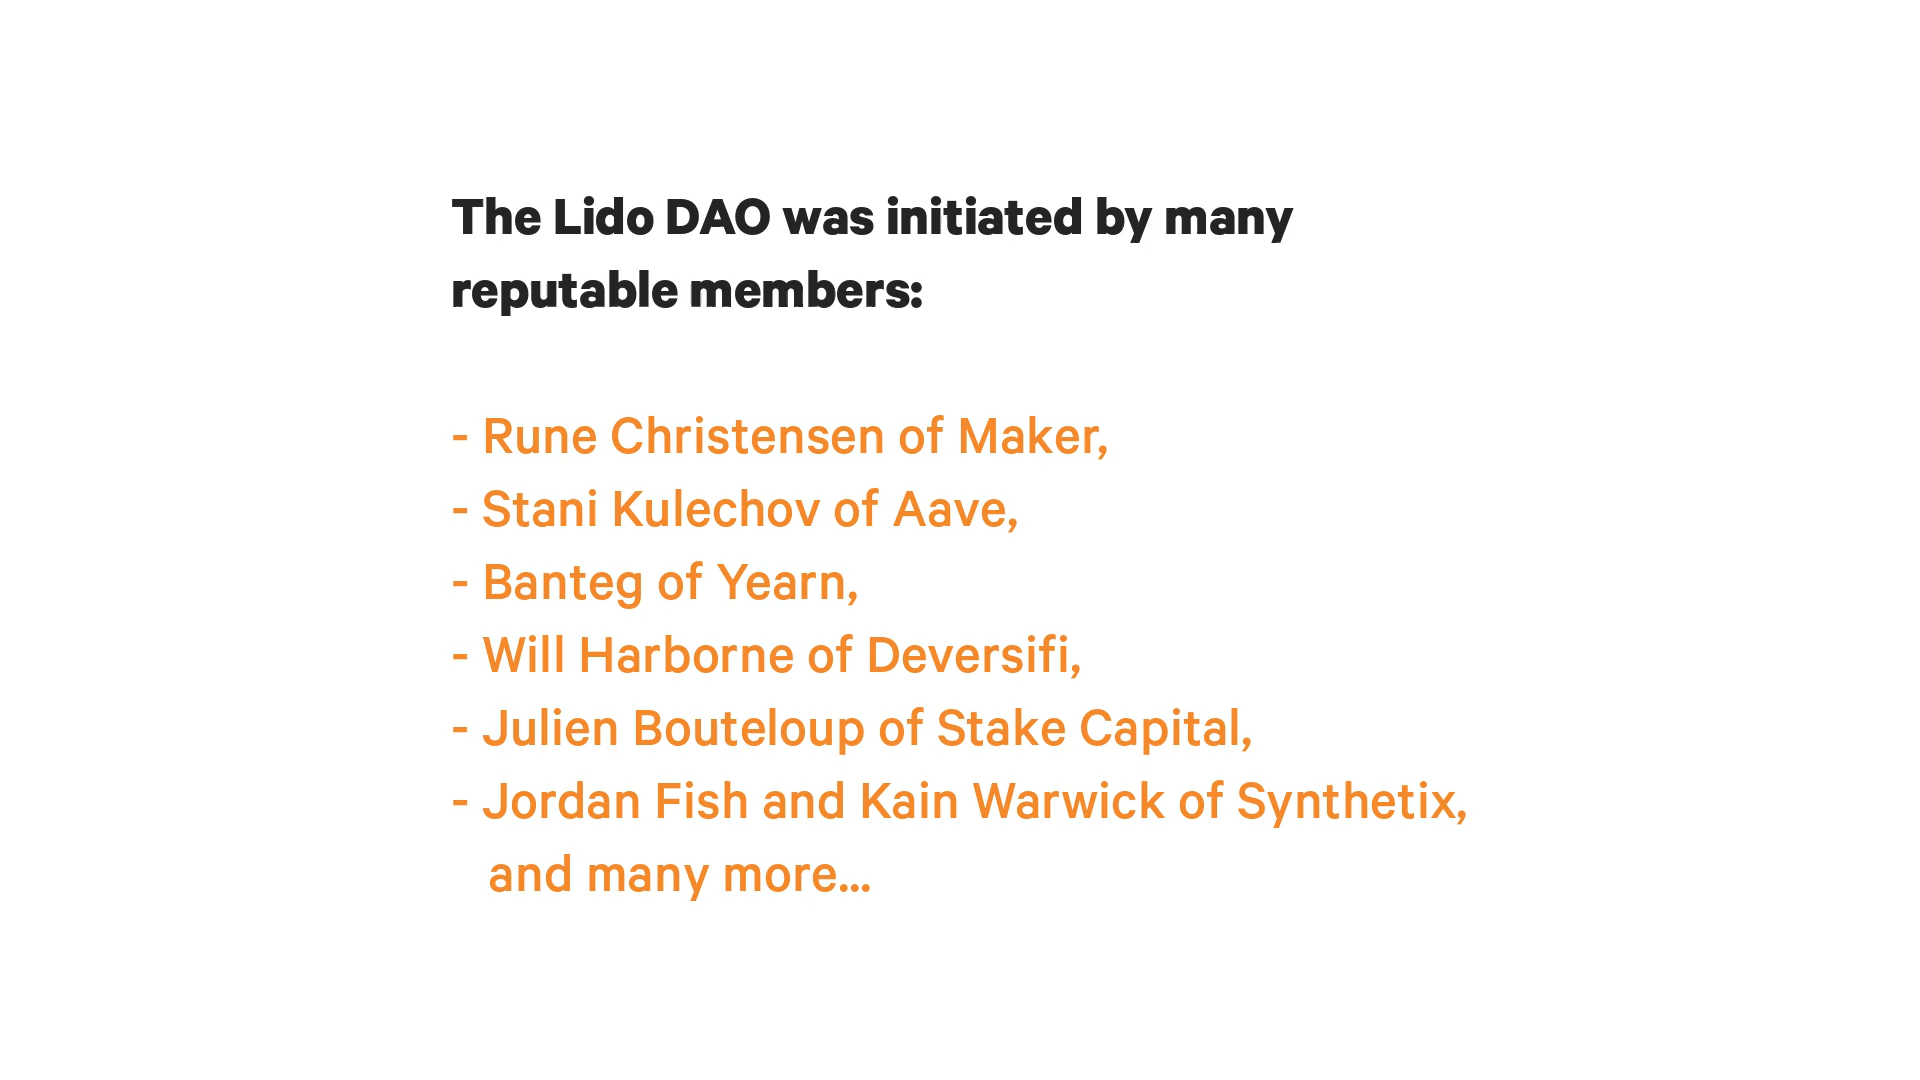 The Lido DAO was initiated by many
reputable members:
- Rune Christensen of Maker,
- Stani Kulechov of Aave,
- Banteg of Yearn,
- Will Harborne of Deversifi,
- Julien Bouteloup of Stake Capital,
- Jordan Fish and Kain Warwick of Synthetix,
and many more...